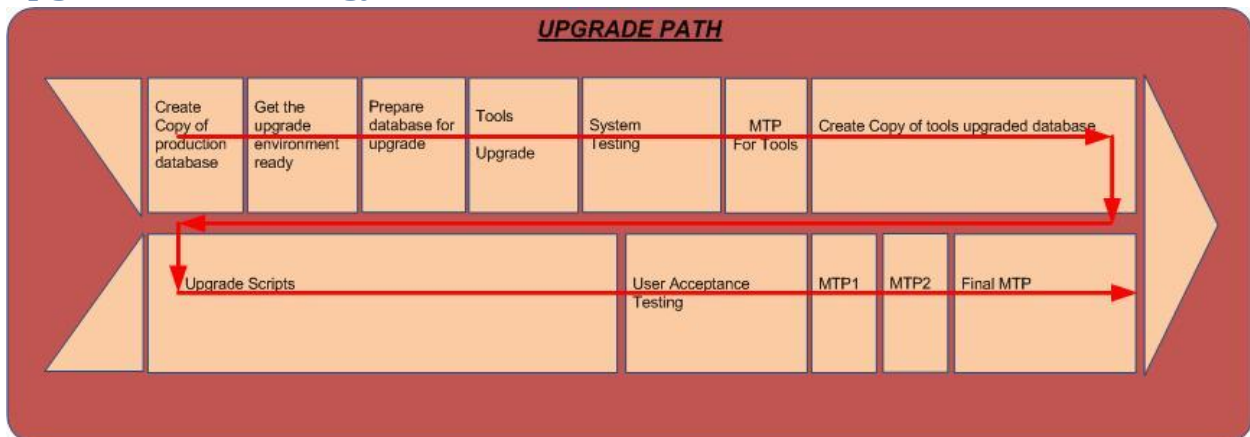 UPGRADE PATH
Create
Copy of
production
database
Get the
upgrade
environment
ready
Prepare
database for
upgrade
Tools
Upgrade
System
Testing
MTP
For Tools
Create Copy of tools upgraded database
Upgrade Scripts
User Acceptance
Testing
MTP1
MTP2
Final MTP